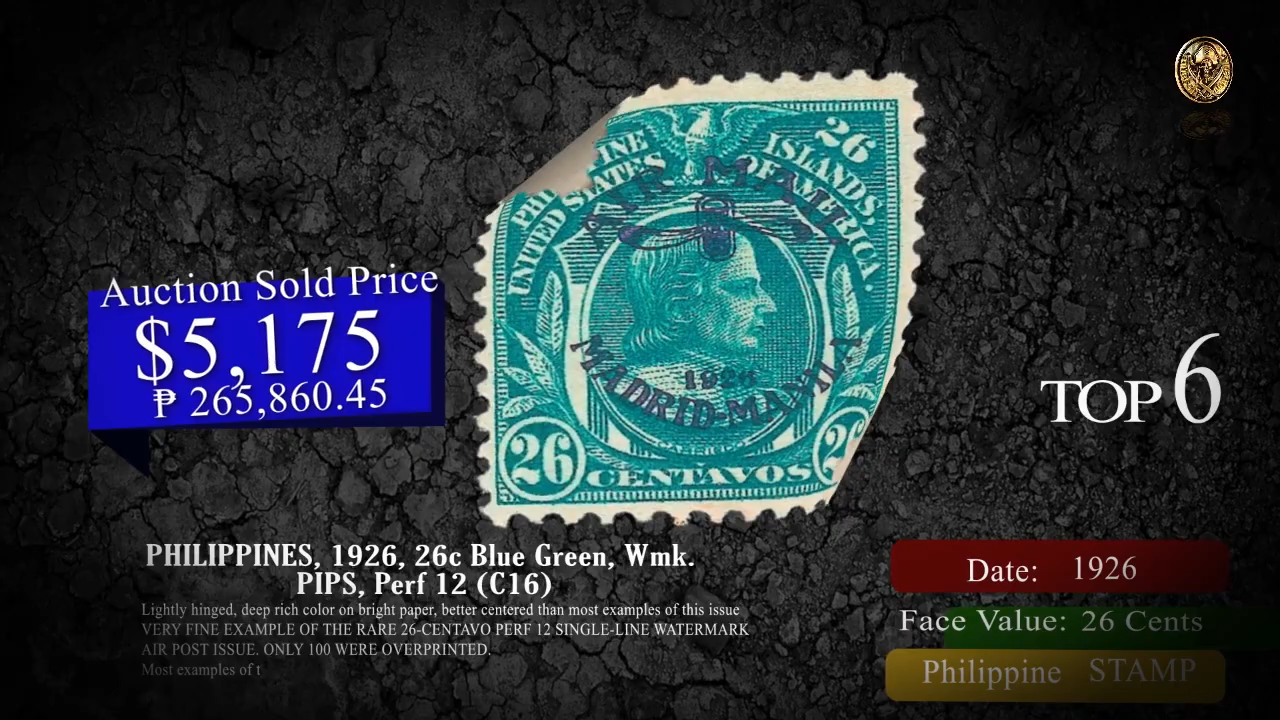 Auction Sold Price
$5,175
₱ 265,860.45
26
INE ISLANDS,
UNITED STATES OF AMERICA.
AIR MAIL
1926
MADRID-MANILA
26 CENTAVOS
TOP 6
PHILIPPINES, 1926, 26c Blue Green, Wmk.
PIPS, Perf 12 (C16)
Lightly hinged, deep rich color on bright paper, better centered than most examples of this issue
VERY FINE EXAMPLE OF THE RARE 26-CENTAVO PERF 12 SINGLE-LINE WATERMARK
AIR POST ISSUE. ONLY 100 WERE OVERPRINTED.
Most examples of t
Date: 1926
Face Value: 26 Cents
Philippine STAMP